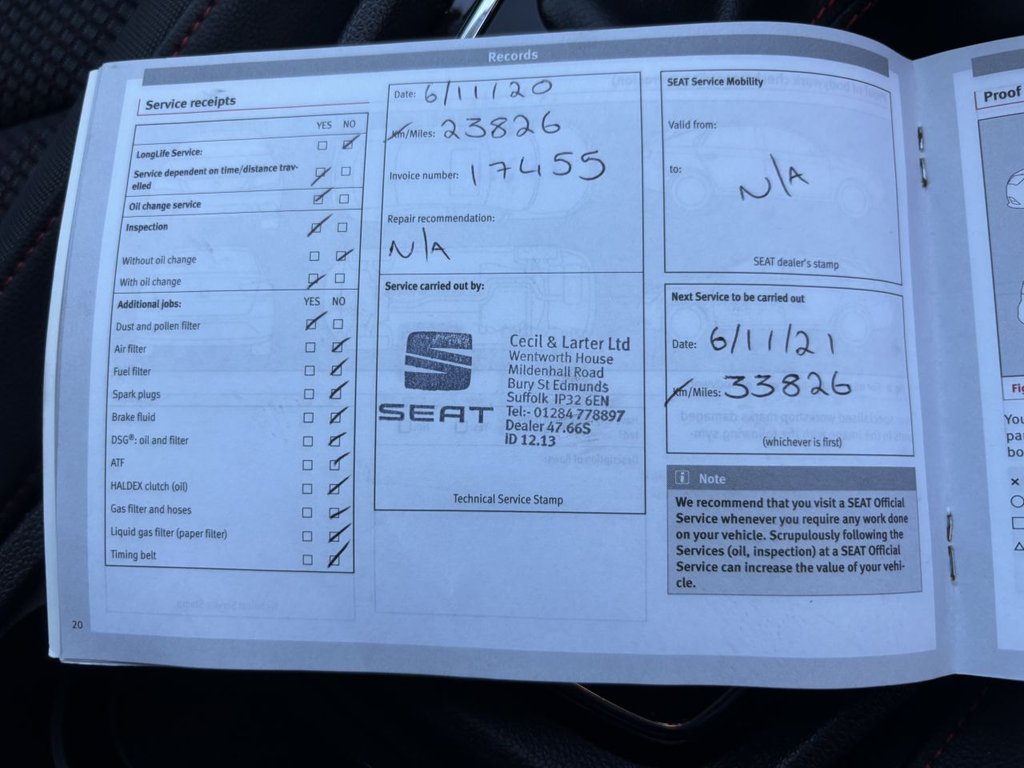 Records
Service receipts
YES NO
LongLife Service:
Service dependent on time/distance trav-
elled
Oil change service
Inspection
Without oil change
With oil change
Additional jobs: YES NO
Dust and pollen filter
Air filter
Fuel filter
Spark plugs
Brake fluid
DSG®: oil and filter
ATF
HALDEX clutch (oil)
Gas filter and hoses
Liquid gas filter (paper filter)
Timing belt
20
Date: 6/11/20
Km/Miles: 23826
Invoice number: 17455
Repair recommendation:
N/A
Service carried out by:
SEAT
Cecil & Larter Ltd
Wentworth House
Mildenhall Road
Bury St Edmunds
Suffolk IP32 6EN
Tel:- 01284 778897
Dealer 47.66S
ID 12.13
Technical Service Stamp
SEAT Service Mobility
Valid from:
to:
N/A
SEAT dealer's stamp
Next Service to be carried out
Date: 6/11/21
Km/Miles: 33826
(whichever is first)
i Note
We recommend that you visit a SEAT Official
Service whenever you require any work done
on your vehicle. Scrupulously following the
Services (oil, inspection) at a SEAT Official
Service can increase the value of your vehi-
cle.
Proof